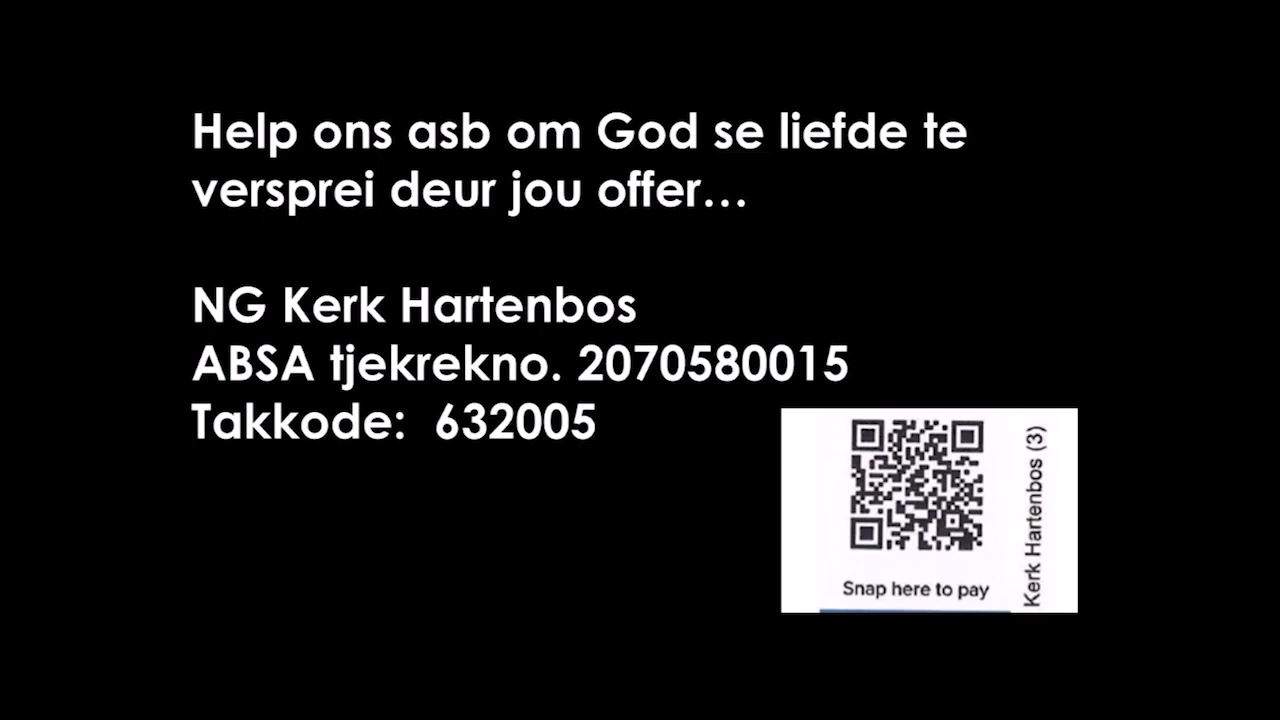 Help ons asb om God se liefde te
versprei deur jou offer…
NG Kerk Hartenbos
ABSA tjekrekno. 2070580015
Takkode: 632005
Snap here to pay
Kerk Hartenbos (3)